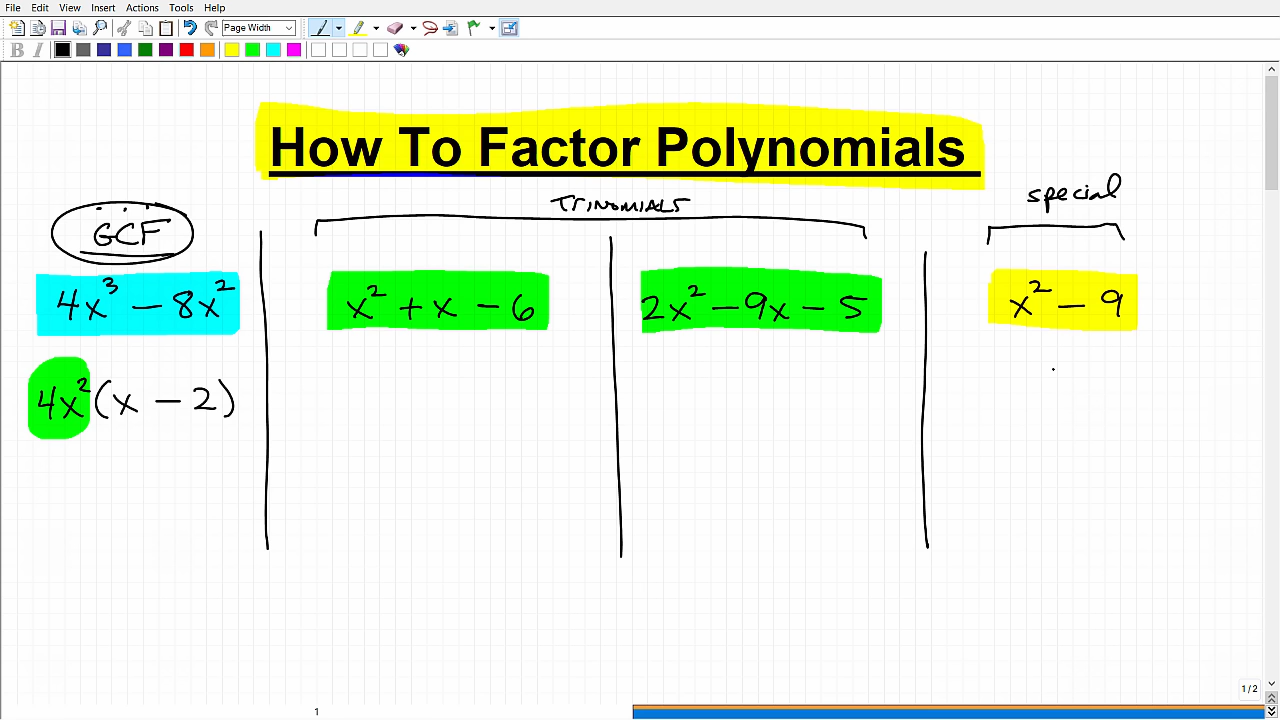 File Edit View Insert Actions Tools Help
Page Width
B I
How To Factor Polynomials
GCF
TRINOMIALS
special
4x³ − 8x²
x² + x − 6
2x² − 9x − 5
x² − 9
4x² (x − 2)
1/2
1